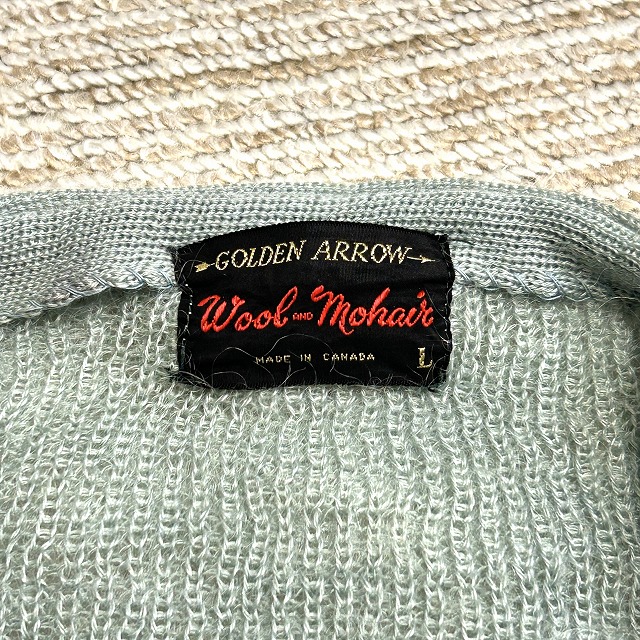 GOLDEN ARROW
Wool AND Mohair
MADE IN CANADA L